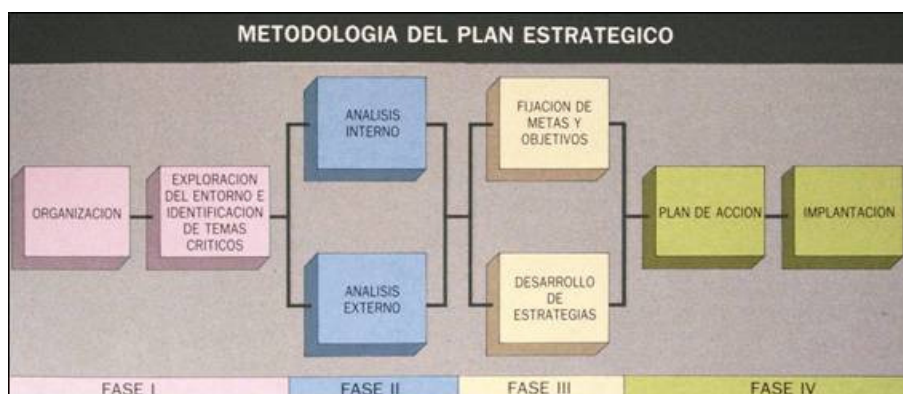 METODOLOGIA DEL PLAN ESTRATEGICO
ORGANIZACION
EXPLORACION
DEL ENTORNO E
IDENTIFICACION
DE TEMAS
CRITICOS
ANALISIS
INTERNO
ANALISIS
EXTERNO
FIJACION DE
METAS Y
OBJETIVOS
DESARROLLO
DE
ESTRATEGIAS
PLAN DE ACCION
IMPLANTACION
FASE I
FASE II
FASE III
FASE IV